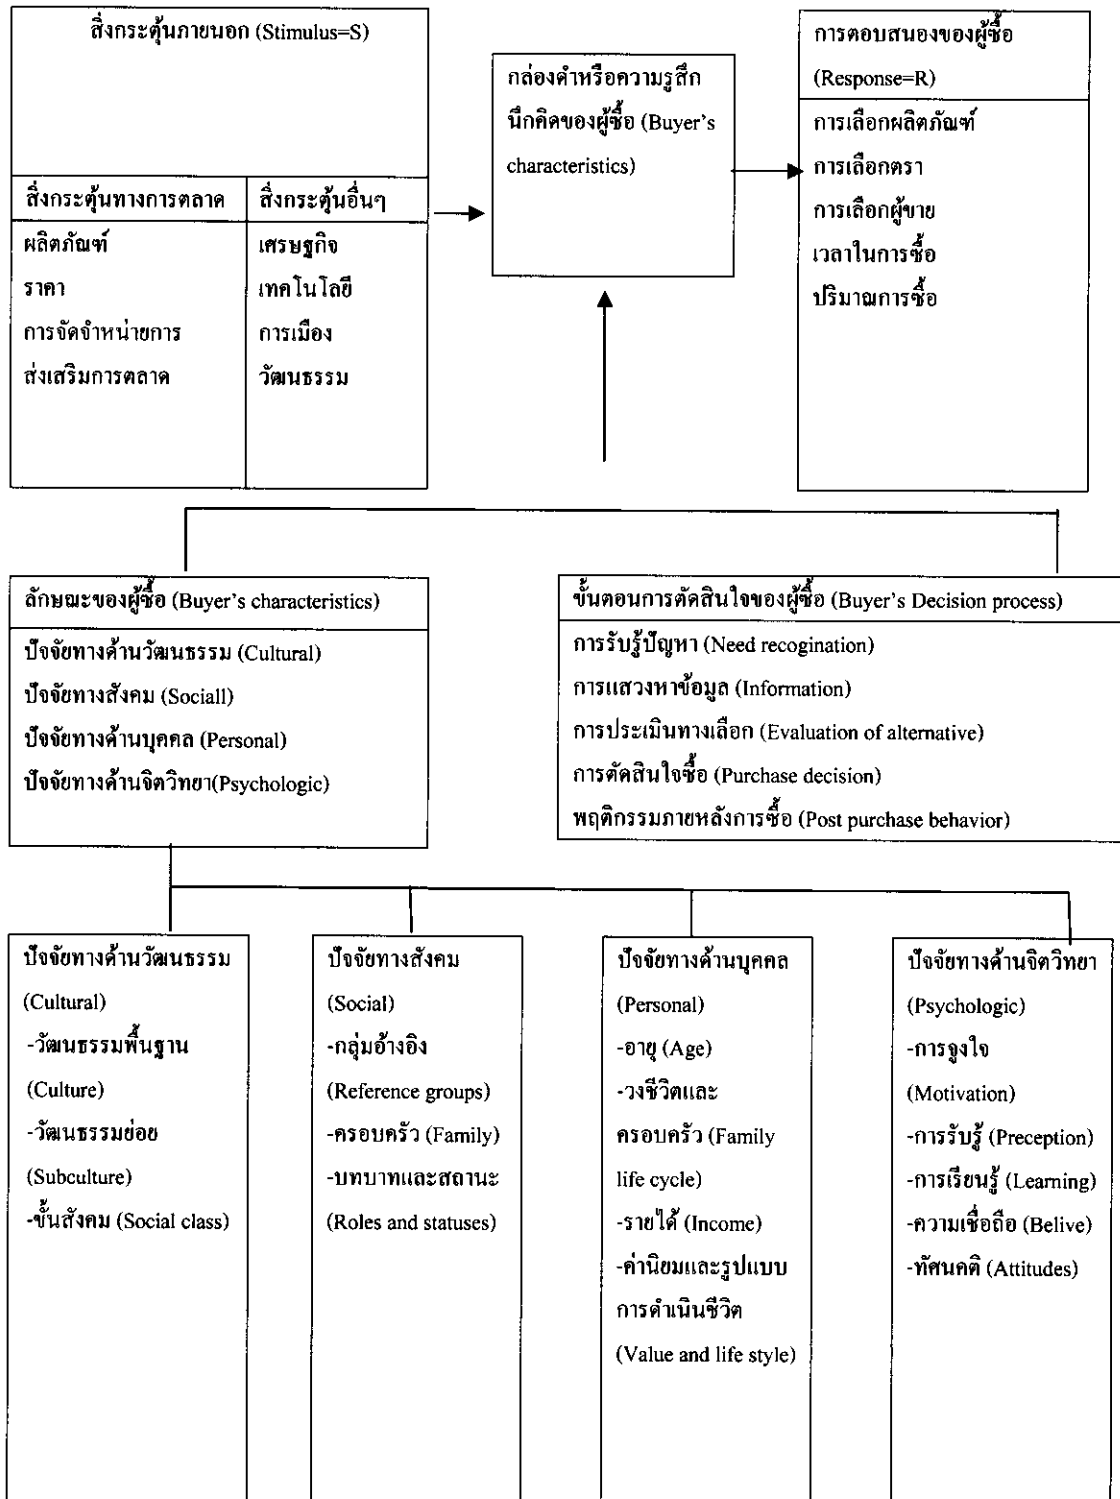 สิ่งกระตุ้นภายนอก (Stimulus=S)
สิ่งกระตุ้นทางการตลาด
ผลิตภัณฑ์
ราคา
การจัดจำหน่ายการ
ส่งเสริมการตลาด
สิ่งกระตุ้นอื่นๆ
เศรษฐกิจ
เทคโนโลยี
การเมือง
วัฒนธรรม
กล่องดำหรือความรู้สึก
นึกคิดของผู้ซื้อ (Buyer's
characteristics)
การตอบสนองของผู้ซื้อ
(Response=R)
การเลือกผลิตภัณฑ์
การเลือกตรา
การเลือกผู้ขาย
เวลาในการซื้อ
ปริมาณการซื้อ
ลักษณะของผู้ซื้อ (Buyer's characteristics)
ปัจจัยทางด้านวัฒนธรรม (Cultural)
ปัจจัยทางสังคม (Sociall)
ปัจจัยทางด้านบุคคล (Personal)
ปัจจัยทางด้านจิตวิทยา(Psychologic)
ขั้นตอนการตัดสินใจของผู้ซื้อ (Buyer's Decision process)
การรับรู้ปัญหา (Need recogination)
การแสวงหาข้อมูล (Information)
การประเมินทางเลือก (Evaluation of alternative)
การตัดสินใจซื้อ (Purchase decision)
พฤติกรรมภายหลังการซื้อ (Post purchase behavior)
ปัจจัยทางด้านวัฒนธรรม
(Cultural)
-วัฒนธรรมพื้นฐาน
(Culture)
-วัฒนธรรมย่อย
(Subculture)
-ขั้นสังคม (Social class)
ปัจจัยทางสังคม
(Social)
-กลุ่มอ้างอิง
(Reference groups)
-ครอบครัว (Family)
-บทบาทและสถานะ
(Roles and statuses)
ปัจจัยทางด้านบุคคล
(Personal)
-อายุ (Age)
-วงชีวิตและ
ครอบครัว (Family
life cycle)
-รายได้ (Income)
-ค่านิยมและรูปแบบ
การดำเนินชีวิต
(Value and life style)
ปัจจัยทางด้านจิตวิทยา
(Psychologic)
-การจูงใจ
(Motivation)
-การรับรู้ (Preception)
-การเรียนรู้ (Learning)
-ความเชื่อถือ (Belive)
-ทัศนคติ (Attitudes)